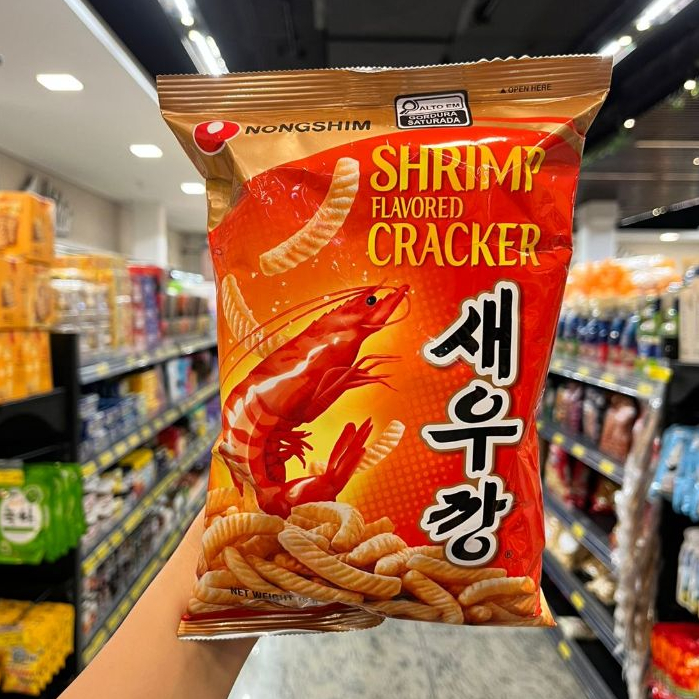 ▲OPEN HERE
NONGSHIM
ALTO EM
GORDURA
SATURADA
SHRIMP
FLAVORED
CRACKER
새우깡
®
NET WEIGHT